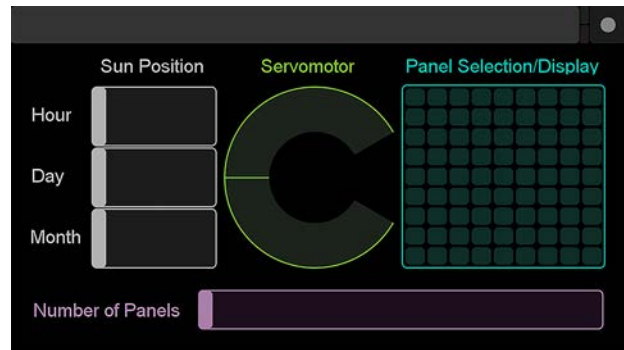 Sun Position Servomotor Panel Selection/Display
Hour
Day
Month
Number of Panels